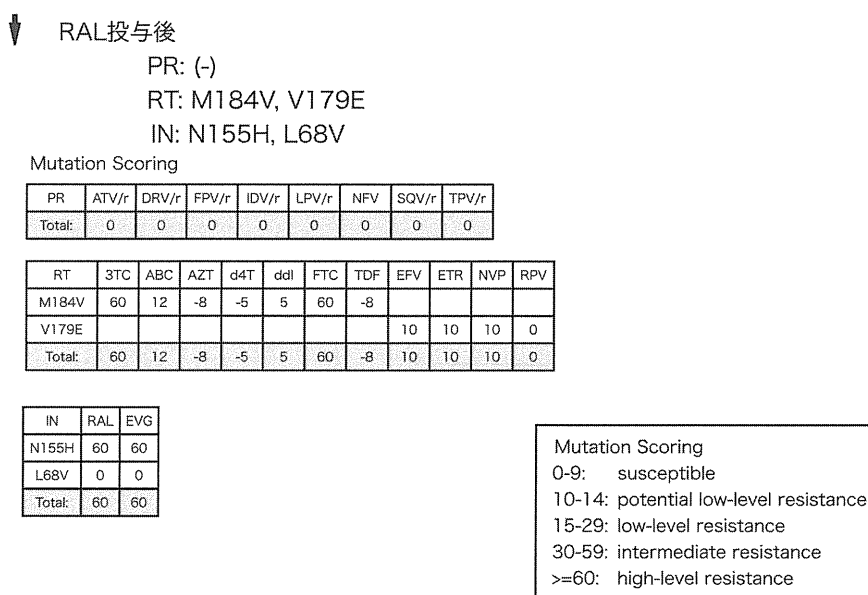 RAL投与後
PR: (-)
RT: M184V, V179E
IN: N155H, L68V
Mutation Scoring
PR ATV/r DRV/r FPV/r IDV/r LPV/r NFV SQV/r TPV/r
Total: 0 0 0 0 0 0 0 0
RT 3TC ABC AZT d4T ddI FTC TDF EFV ETR NVP RPV
M184V 60 12 -8 -5 5 60 -8
V179E 10 10 10 0
Total: 60 12 -8 -5 5 60 -8 10 10 10 0
IN RAL EVG
N155H 60 60
L68V 0 0
Total: 60 60
Mutation Scoring
0-9: susceptible
10-14: potential low-level resistance
15-29: low-level resistance
30-59: intermediate resistance
>=60: high-level resistance